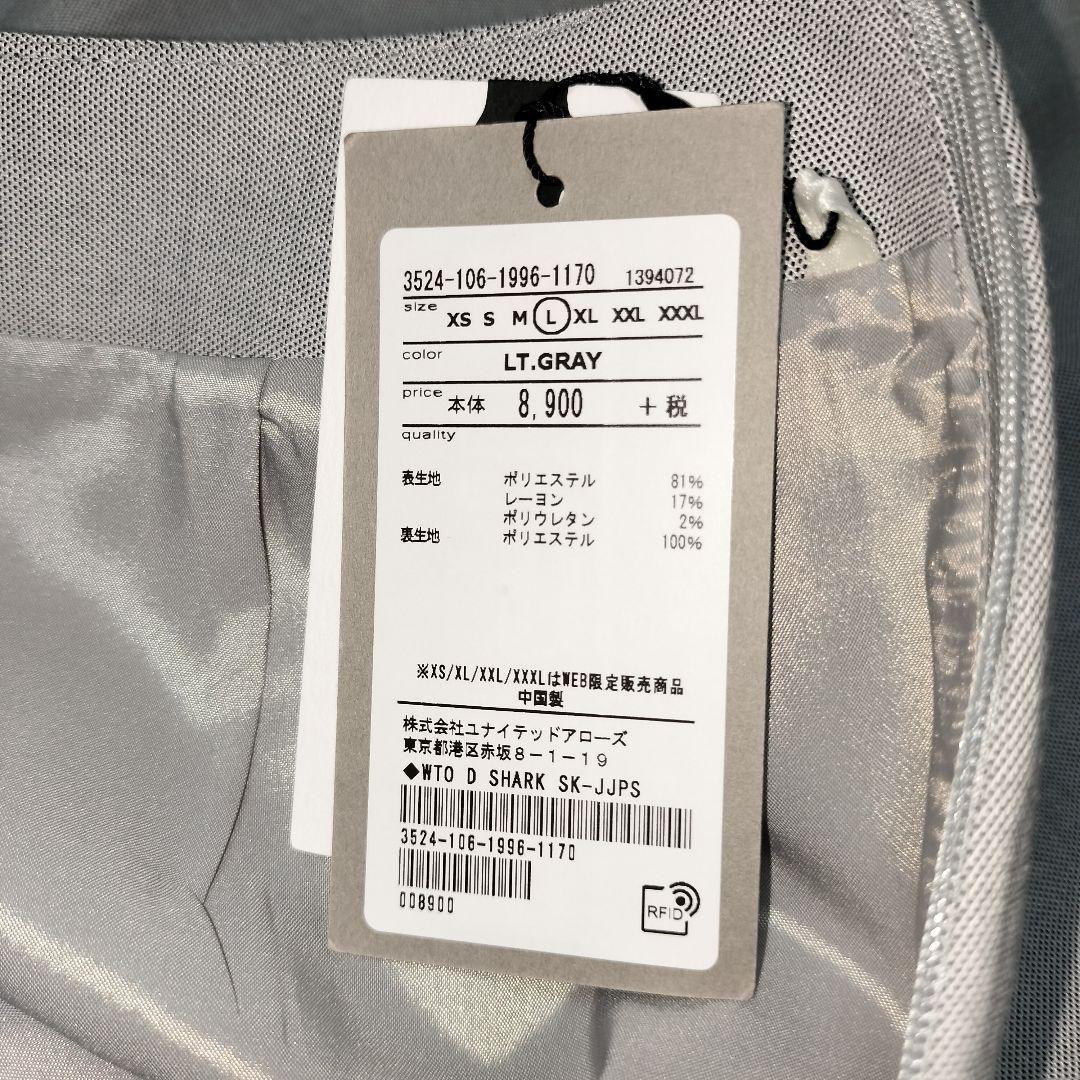 3524-106-1996-1170 1394072
size XS S M L XL XXL XXXL
color LT.GRAY
price 本体 8,900 +税
quality
表生地 ポリエステル 81%
レーヨン 17%
ポリウレタン 2%
裏生地 ポリエステル 100%
※XS/XL/XXL/XXXLはWEB限定販売商品
中国製
株式会社ユナイテッドアローズ
東京都港区赤坂8-1-19
◆WTO D SHARK SK-JJPS
3524-106-1996-1170
008900
RFID